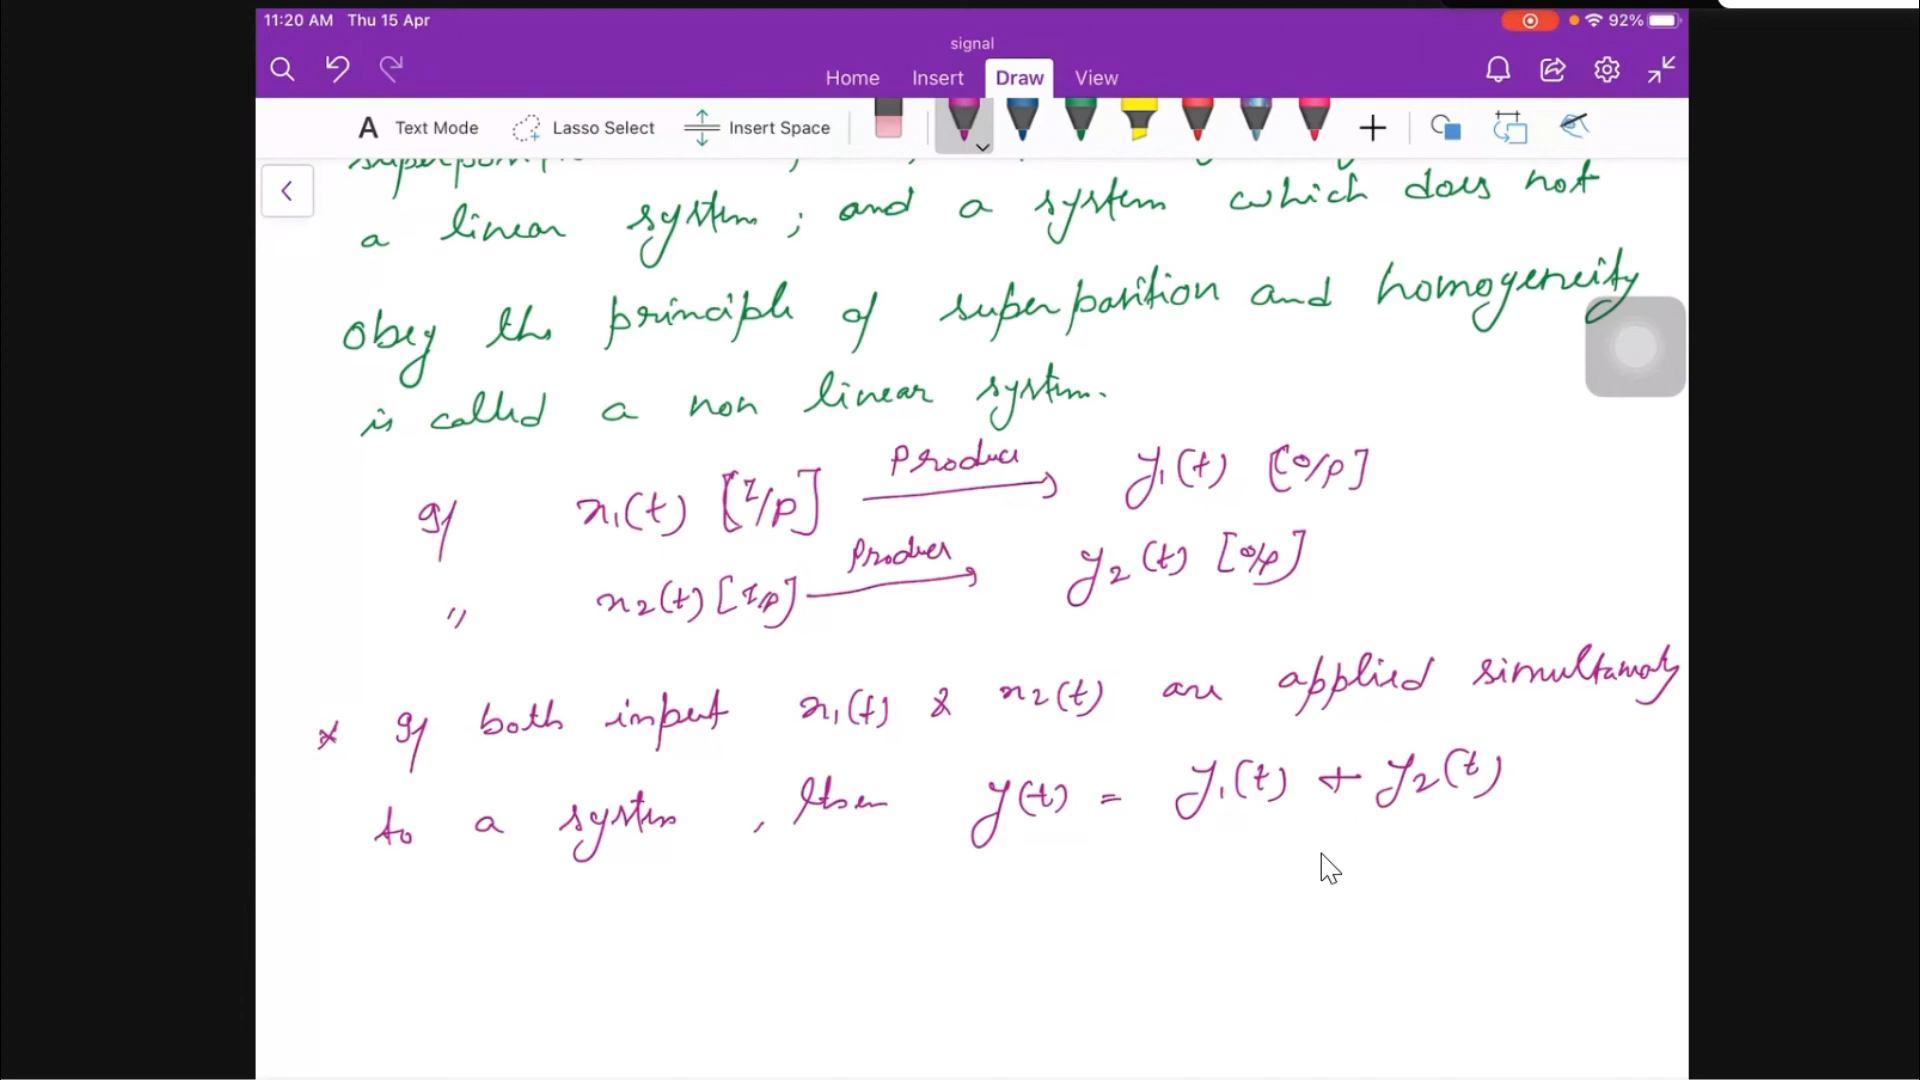 11:20 AM Thu 15 Apr
92%
signal
Home Insert Draw View
A Text Mode Lasso Select Insert Space
a linear system ; and a system which does not
obey the principle of superposition and homogeneity
is called a non linear system.
If x1(t) [I/p] Produce y1(t) [O/p]
" x2(t) [I/p] Produces y2(t) [O/p]
* If both input x1(t) & x2(t) are applied simultaneously
to a system , then y(t) = y1(t) + y2(t)